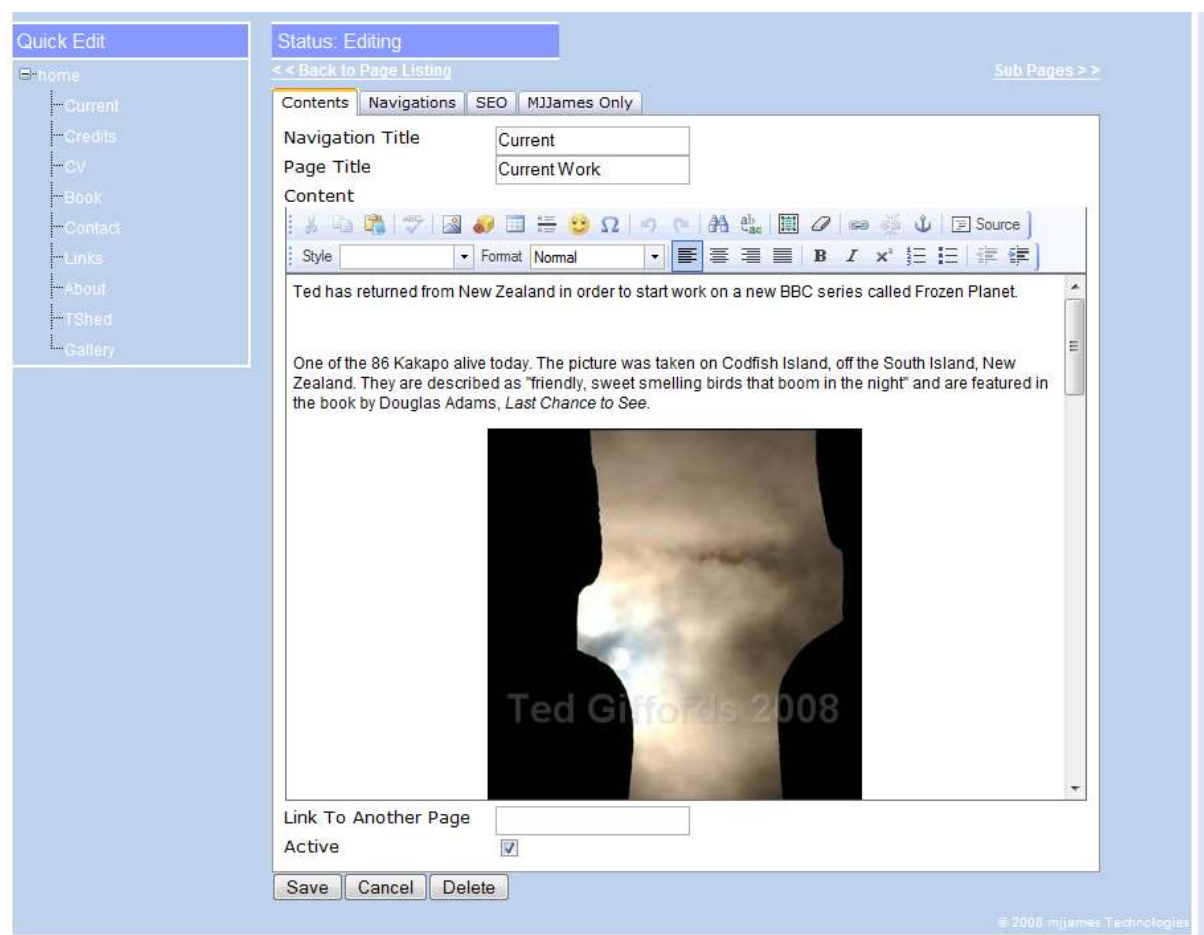 Quick Edit
home
Current
Credits
CV
Book
Contact
Links
About
TShed
Gallery
Status: Editing
< < Back to Page Listing
Sub Pages > >
Contents Navigations SEO MJJames Only
Navigation Title Current
Page Title Current Work
Content
Source
Style Format Normal
Ted has returned from New Zealand in order to start work on a new BBC series called Frozen Planet.
One of the 86 Kakapo alive today. The picture was taken on Codfish Island, off the South Island, New
Zealand. They are described as "friendly, sweet smelling birds that boom in the night" and are featured in
the book by Douglas Adams, Last Chance to See.
Ted Giffords 2008
Link To Another Page
Active
Save Cancel Delete
© 2008 mjjames Technologies